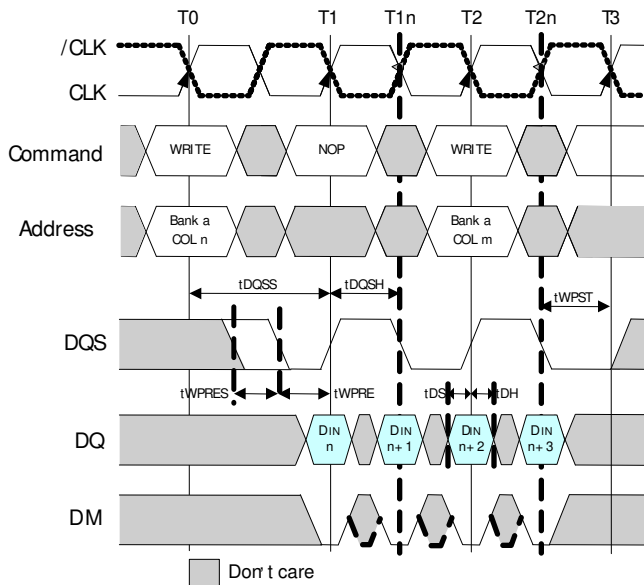 T0 T1 T1n T2 T2n T3
/CLK
CLK
Command WRITE NOP WRITE
Address Bank a COL n Bank a COL m
tDQSS tDQSH tWPST
DQS
tWPRES tWPRE tDS tDH
DQ DIN n DIN n+1 DIN n+2 DIN n+3
DM
Don't care